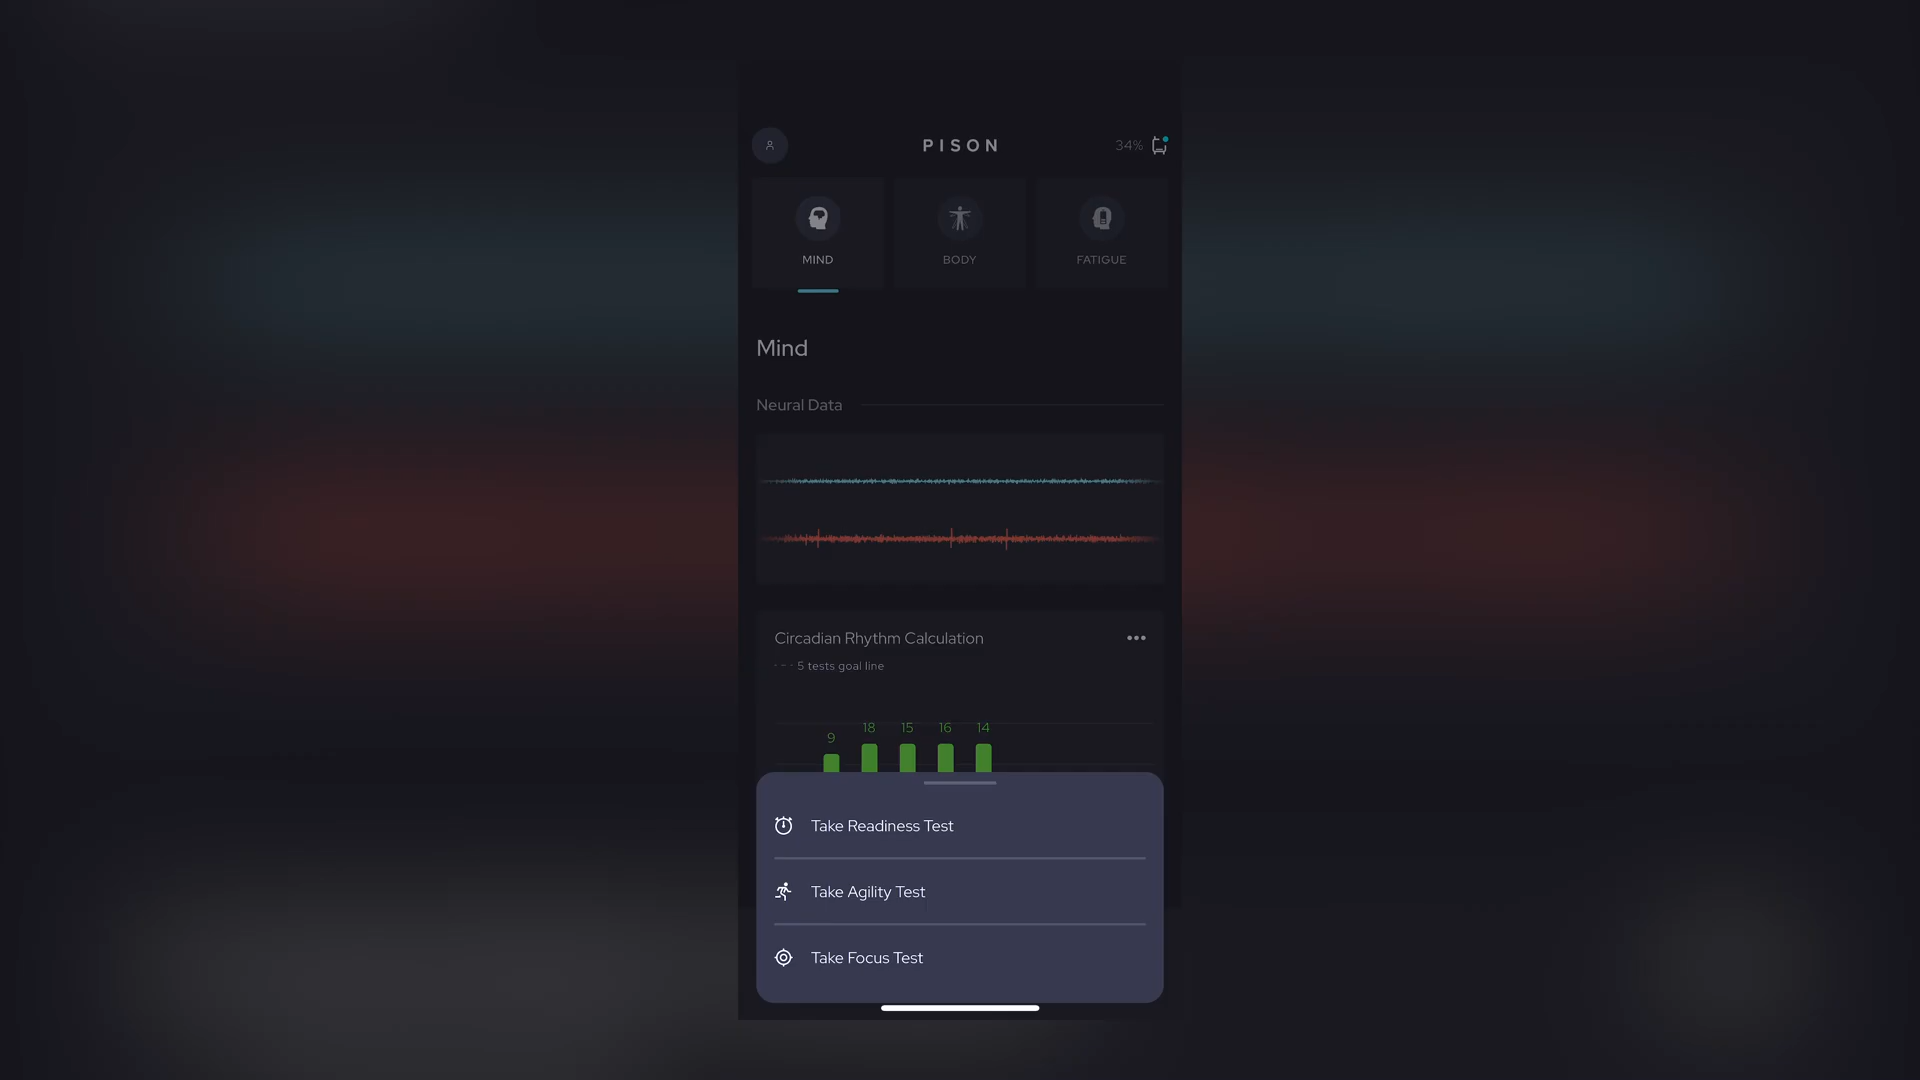 PISON
34%
MIND
BODY
FATIGUE
Mind
Neural Data
Circadian Rhythm Calculation
5 tests goal line
9
18
15
16
14
Take Readiness Test
Take Agility Test
Take Focus Test